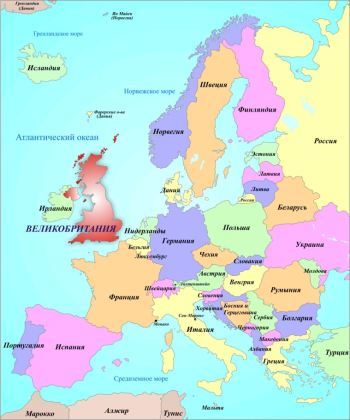 Гренландия
(Дания)
Ян Майен
(Норвегия)
Гренландское море
Исландия
Норвежское море
Швеция
Финляндия
Фарерские о-ва
(Дания)
Атлантический океан
Норвегия
Россия
Эстония
Латвия
Дания
Литва
Россия
Ирландия
Беларусь
ВЕЛИКОБРИТАНИЯ
Нидерланды
Польша
Бельгия
Германия
Украина
Люксембург
Чехия
Словакия
Молдова
Австрия
Лихтенштейн
Венгрия
Швейцария
Франция
Словения
Румыния
Хорватия
Босния и
Герцеговина
Сан-Марино
Сербия
Болгария
Монако
Италия
Черногория
Македония
Албания
Португалия
Испания
Греция
Турция
Средиземное море
Мальта
Марокко
Алжир
Тунис